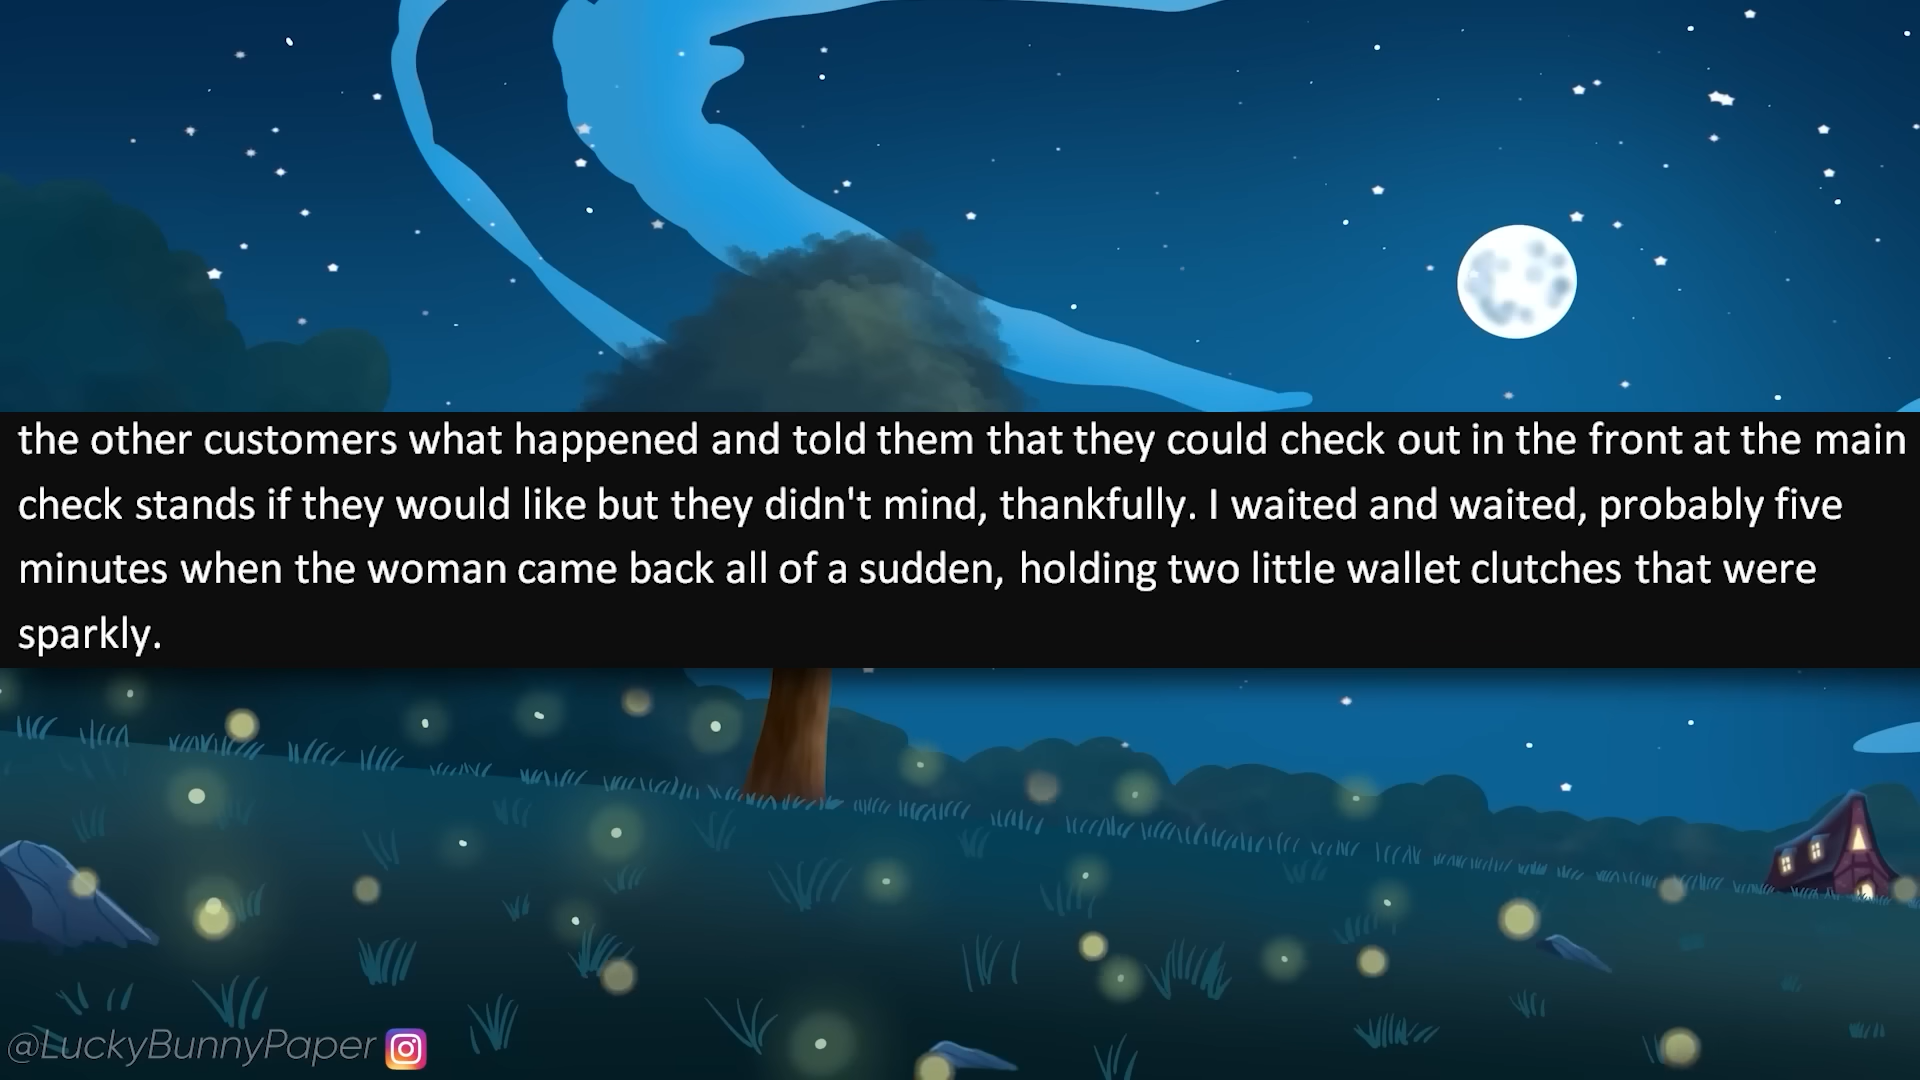 the other customers what happened and told them that they could check out in the front at the main
check stands if they would like but they didn't mind, thankfully. I waited and waited, probably five
minutes when the woman came back all of a sudden, holding two little wallet clutches that were
sparkly.
@LuckyBunnyPaper